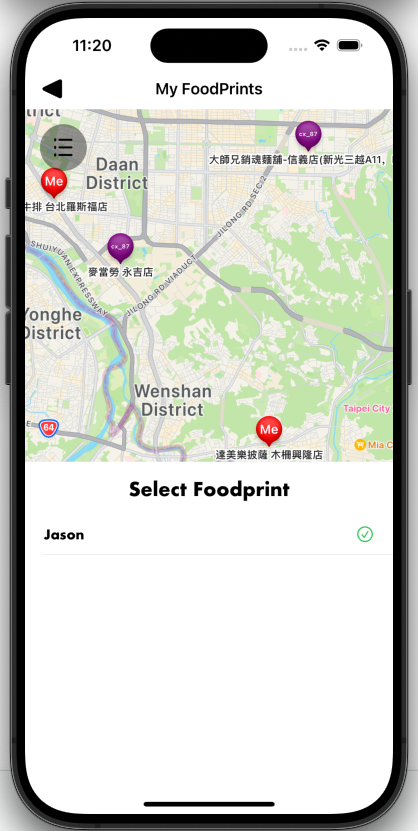 11:20
My FoodPrints
trict
cx_87
大師兄銷魂麵舖-信義店(新光三越A11,
Daan
District
Me
牛排 台北羅斯福店
JILONG RD SEC 2
cx_87
麥當勞 永吉店
SHUIYUAN EXPRESSWAY
JILONG RD VIADUCT
Yonghe
District
Wenshan
District
Taipei City
64
Me
Mia C
達美樂披薩 木柵興隆店
Select Foodprint
Jason